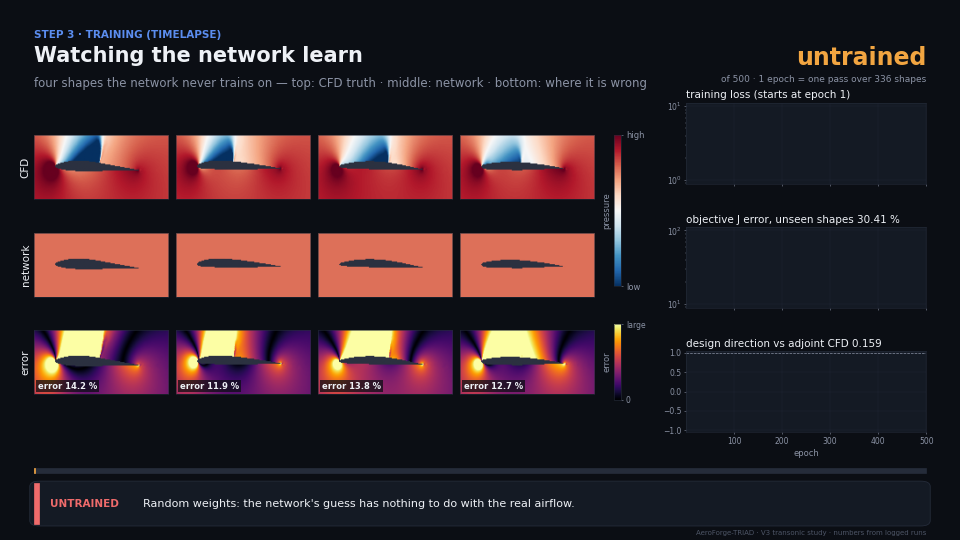 STEP 3 · TRAINING (TIMELAPSE)
Watching the network learn
four shapes the network never trains on — top: CFD truth · middle: network · bottom: where it is wrong
untrained
of 500 · 1 epoch = one pass over 336 shapes
CFD
network
error
error 14.2 %
error 11.9 %
error 13.8 %
error 12.7 %
high
pressure
low
large
error
0
training loss (starts at epoch 1)
10¹
10⁰
objective J error, unseen shapes 30.41 %
10²
10¹
design direction vs adjoint CFD 0.159
1.0
0.5
0.0
−0.5
−1.0
100 200 300 400 500
epoch
UNTRAINED Random weights: the network's guess has nothing to do with the real airflow.
AeroForge-TRIAD · V3 transonic study · numbers from logged runs